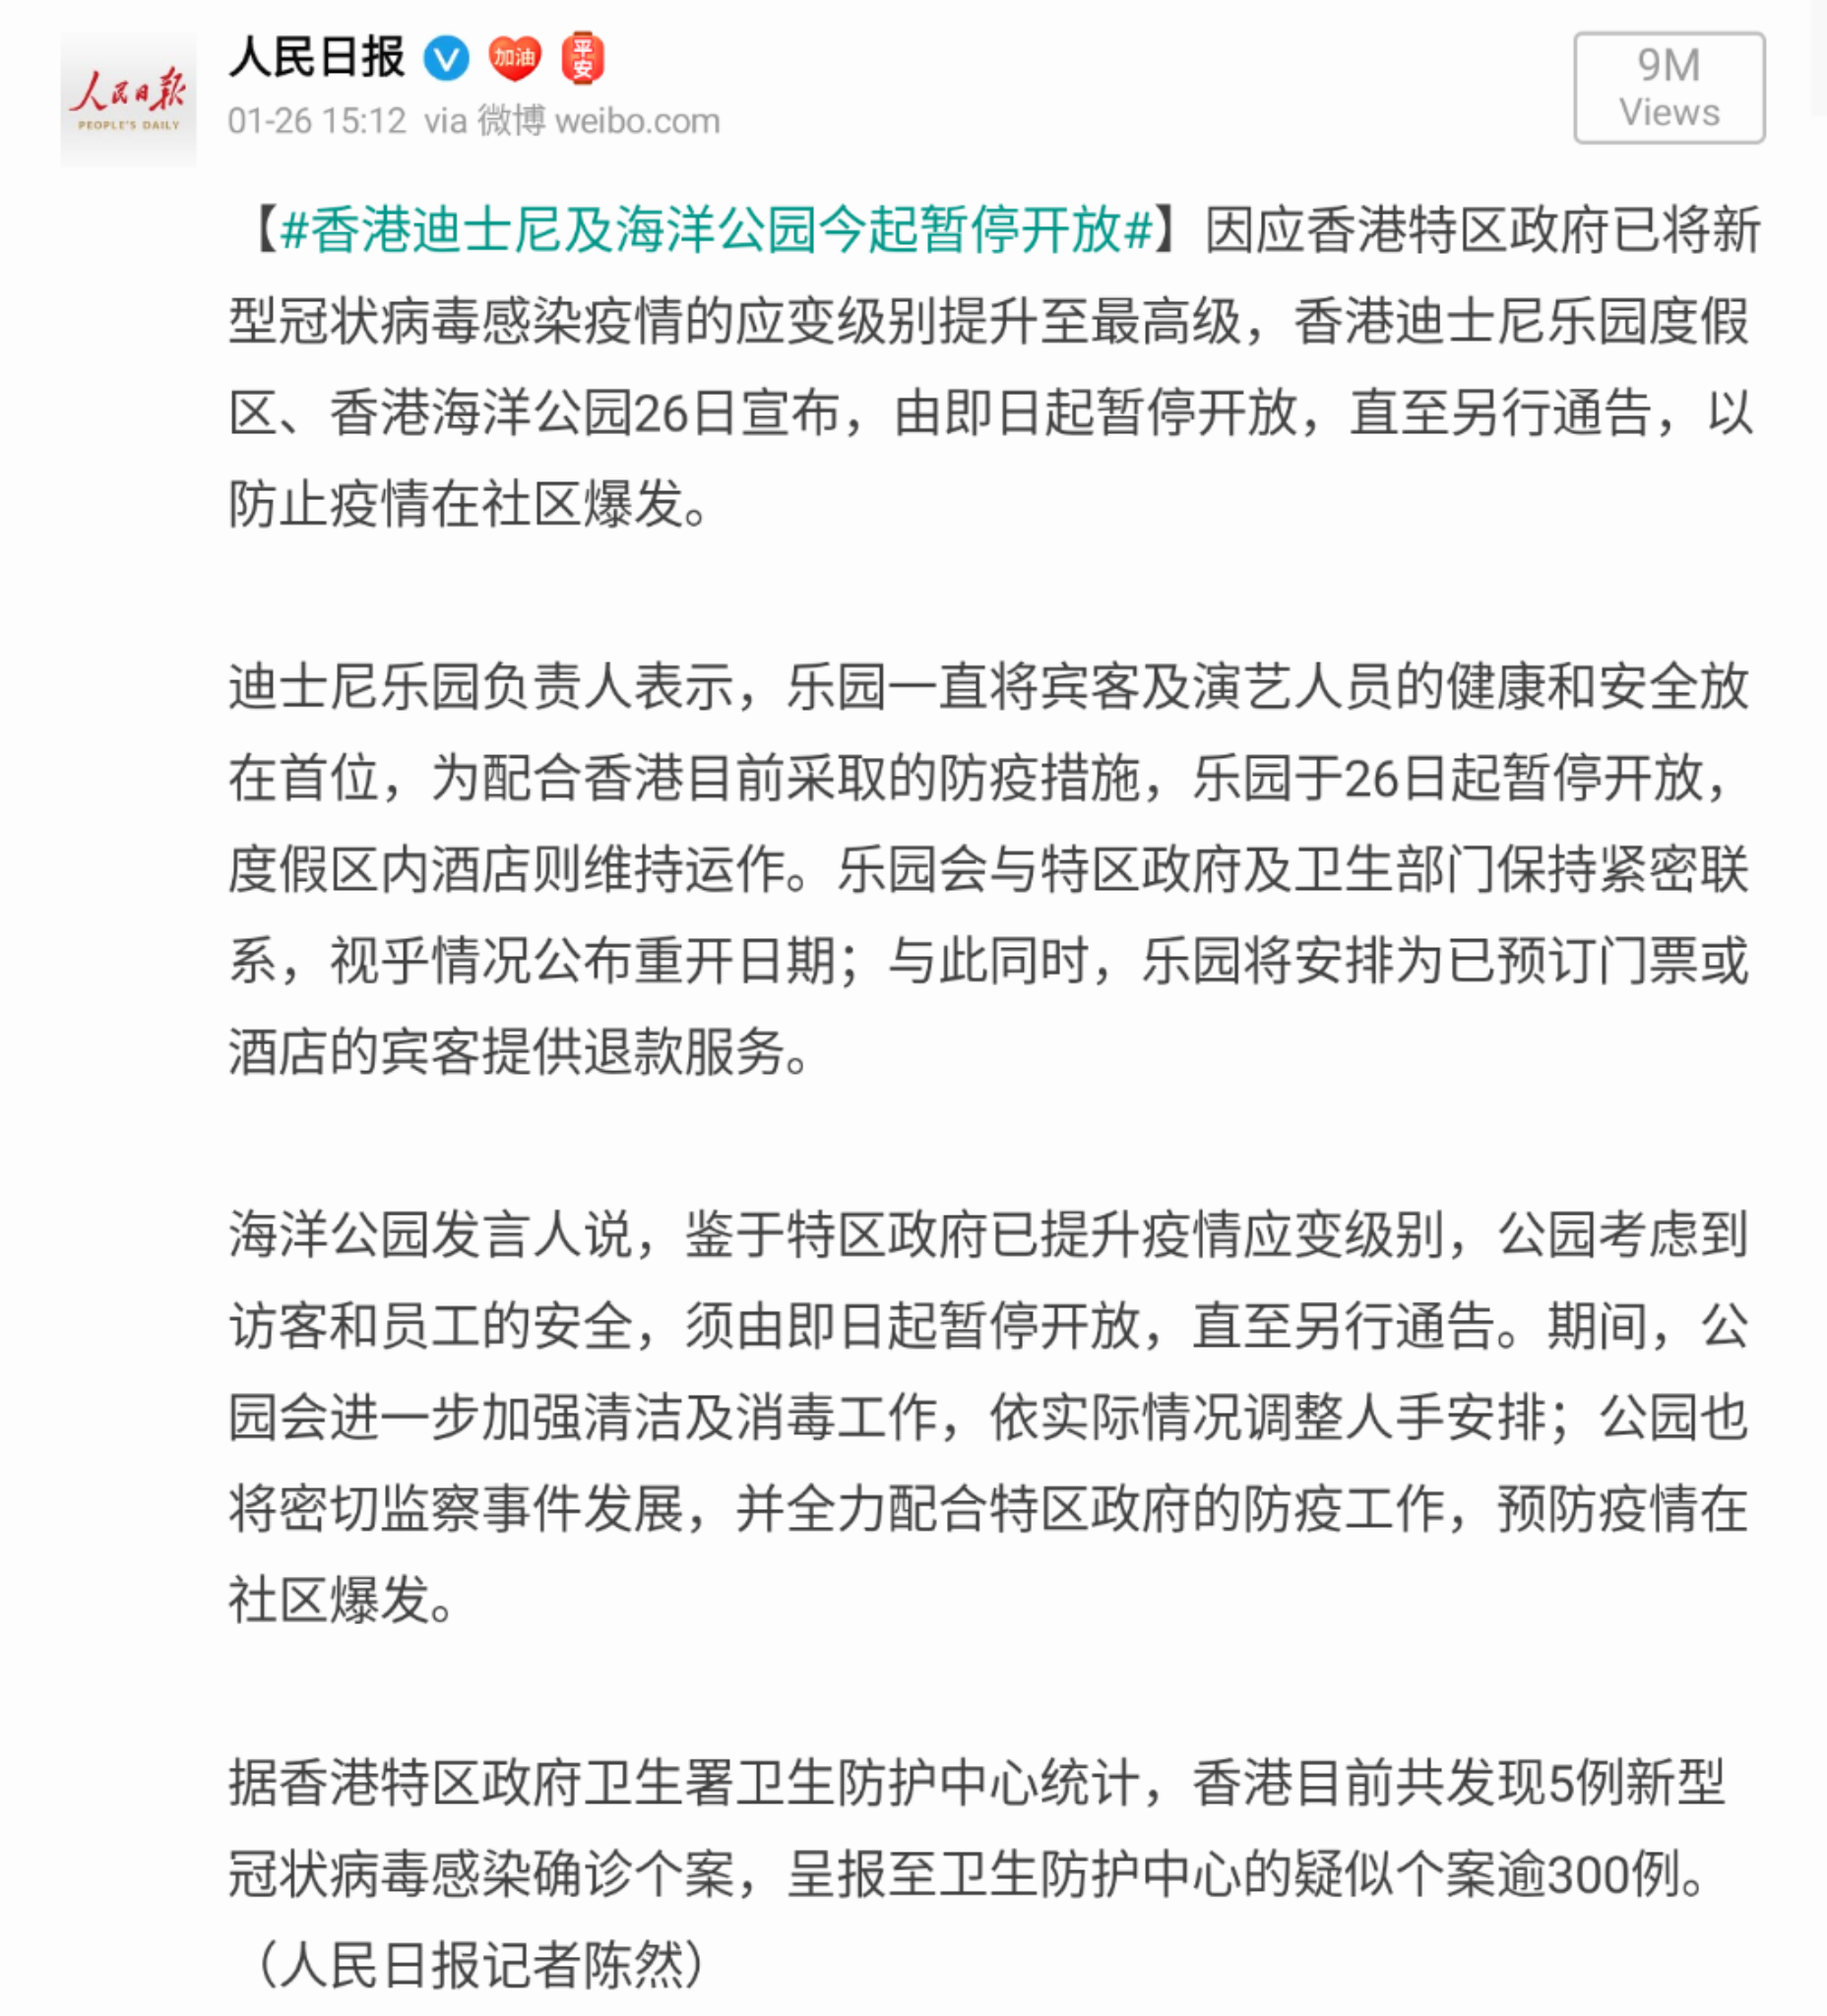 人民日报
PEOPLE'S DAILY
人民日报
加油
平安
01-26 15:12 via 微博 weibo.com
9M
Views
【#香港迪士尼及海洋公园今起暂停开放#】因应香港特区政府已将新
型冠状病毒感染疫情的应变级别提升至最高级，香港迪士尼乐园度假
区、香港海洋公园26日宣布，由即日起暂停开放，直至另行通告，以
防止疫情在社区爆发。
迪士尼乐园负责人表示，乐园一直将宾客及演艺人员的健康和安全放
在首位，为配合香港目前采取的防疫措施，乐园于26日起暂停开放，
度假区内酒店则维持运作。乐园会与特区政府及卫生部门保持紧密联
系，视乎情况公布重开日期；与此同时，乐园将安排为已预订门票或
酒店的宾客提供退款服务。
海洋公园发言人说，鉴于特区政府已提升疫情应变级别，公园考虑到
访客和员工的安全，须由即日起暂停开放，直至另行通告。期间，公
园会进一步加强清洁及消毒工作，依实际情况调整人手安排；公园也
将密切监察事件发展，并全力配合特区政府的防疫工作，预防疫情在
社区爆发。
据香港特区政府卫生署卫生防护中心统计，香港目前共发现5例新型
冠状病毒感染确诊个案，呈报至卫生防护中心的疑似个案逾300例。
（人民日报记者陈然）